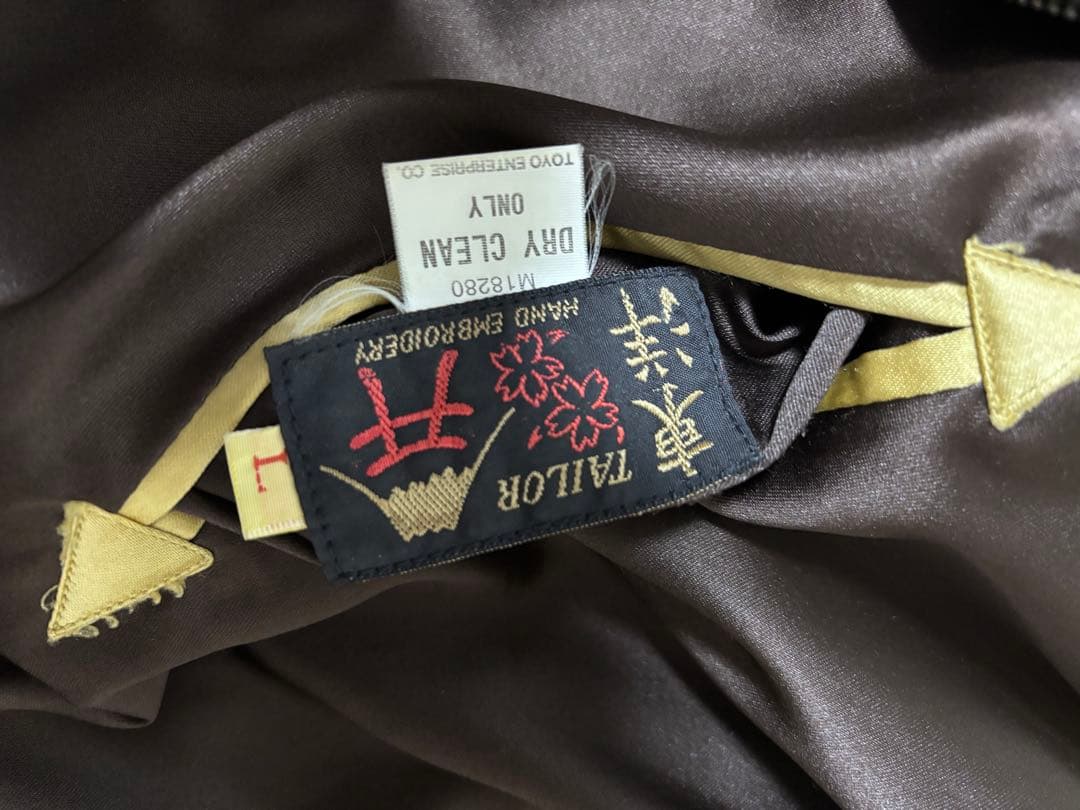 TAILOR
東洋
HAND EMBROIDERY
L
M18280
DRY CLEAN
ONLY
TOYO ENTERPRISE CO.